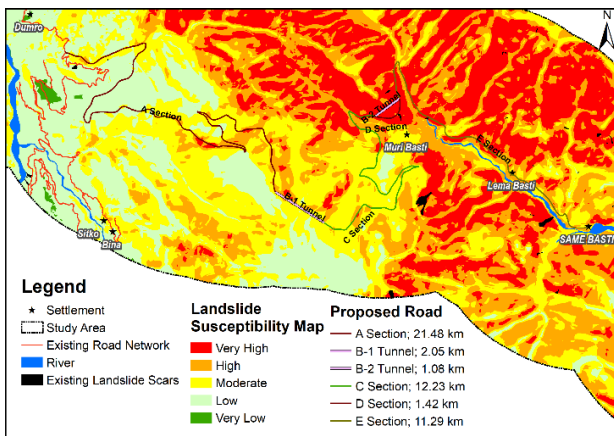 Dumro
N
A Section
B-2 Tunnel
D Section
Muri Basti
E Section
Lema Basti
B-1 Tunnel
C Section
SAME BASTI
Sitko
Bina
Legend
Settlement
Study Area
Existing Road Network
River
Existing Landslide Scars
Landslide
Susceptibility Map
Very High
High
Moderate
Low
Very Low
Proposed Road
A Section; 21.48 km
B-1 Tunnel; 2.05 km
B-2 Tunnel; 1.08 km
C Section; 12.23 km
D Section; 1.42 km
E Section; 11.29 km